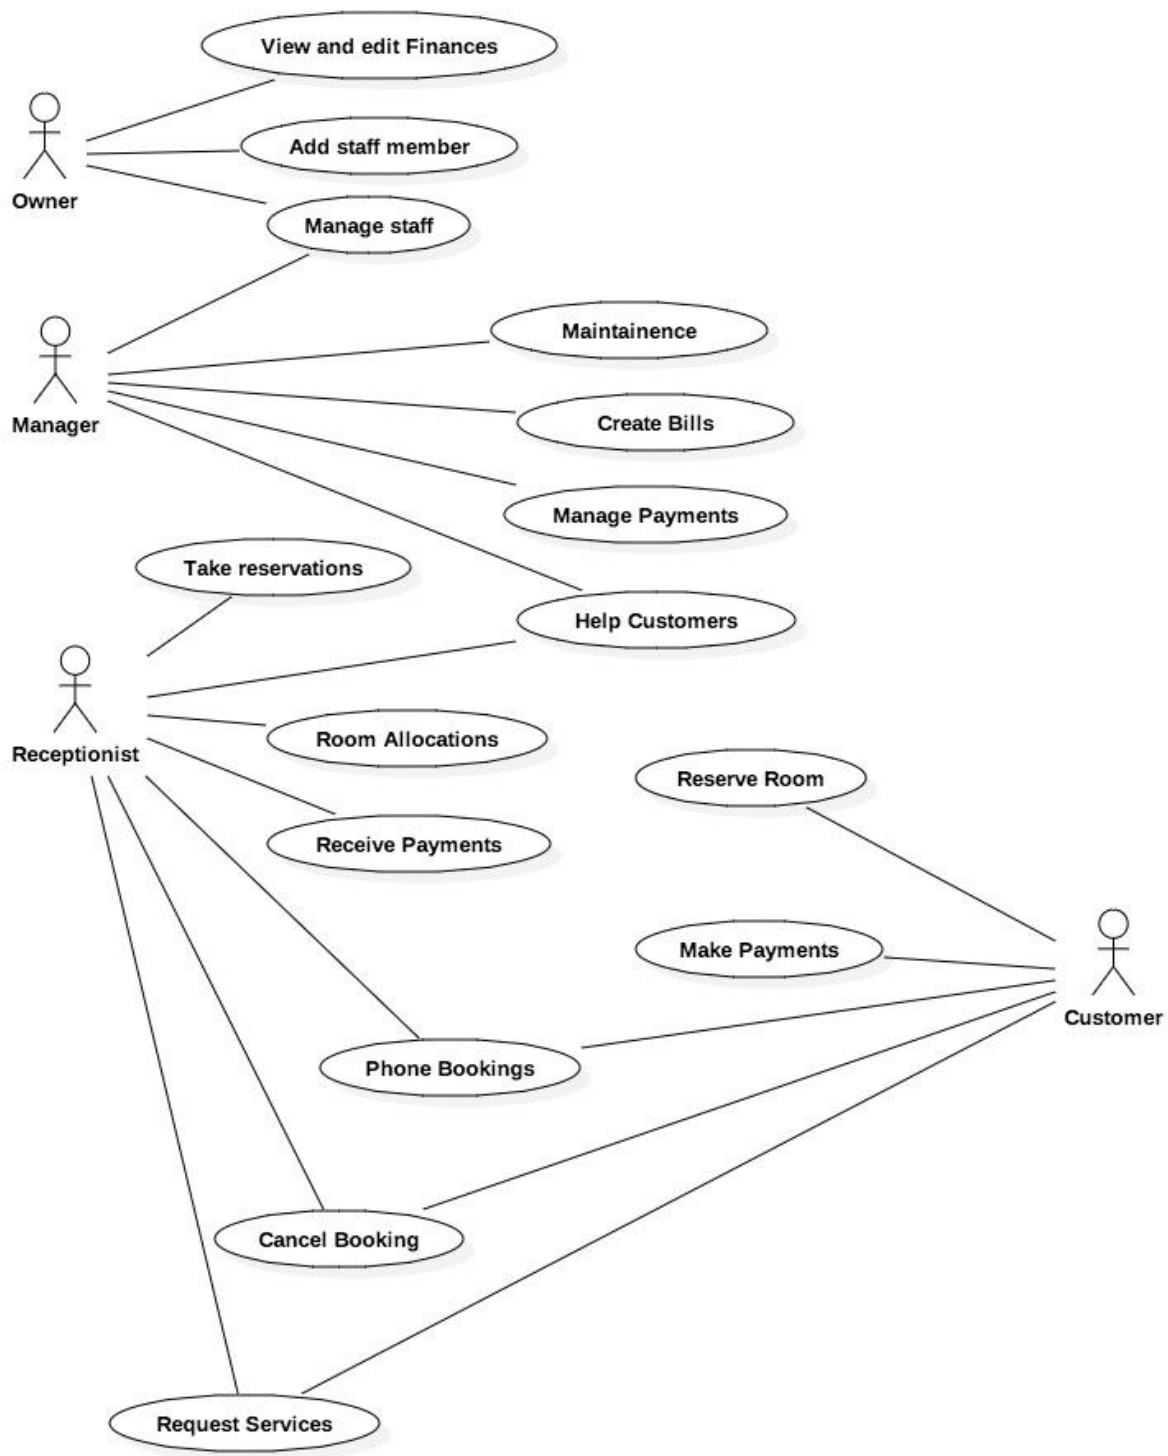 View and edit Finances
Add staff member
Owner
Manage staff
Maintainence
Manager
Create Bills
Manage Payments
Take reservations
Help Customers
Room Allocations
Receptionist
Reserve Room
Receive Payments
Make Payments
Customer
Phone Bookings
Cancel Booking
Request Services